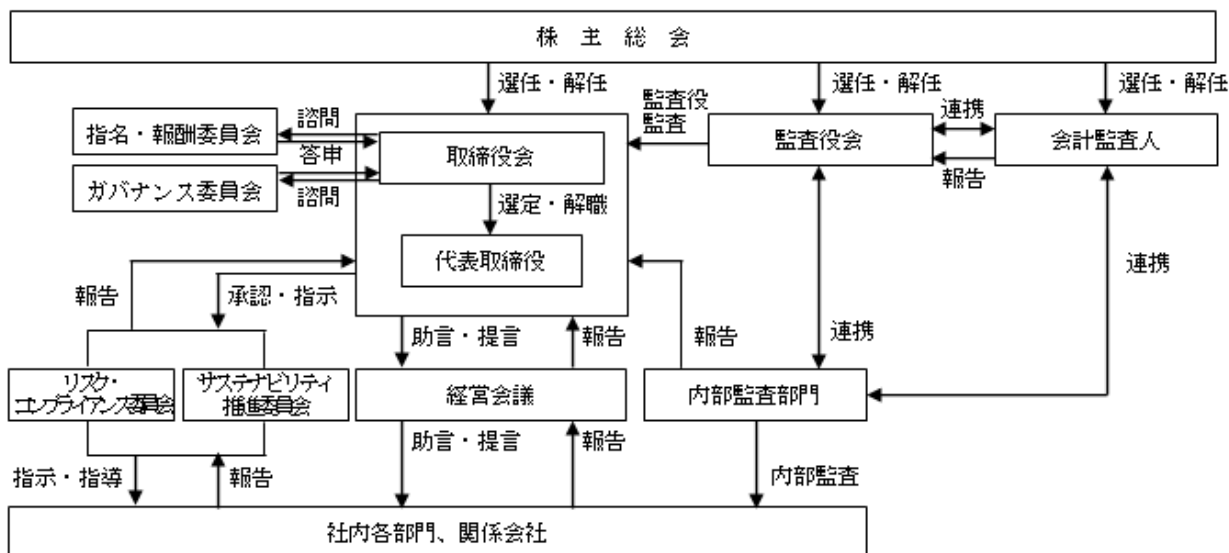 株 主 総 会
選任・解任
選任・解任
選任・解任
監査役
監査
連携
諮問
指名・報酬委員会
取締役会
監査役会
会計監査人
答申
報告
ガバナンス委員会
諮問
選定・解職
代表取締役
連携
報告
承認・指示
助言・提言
報告
報告
連携
リスク・
コンプライアンス委員会
サステナビリティ
推進委員会
経営会議
内部監査部門
助言・提言
報告
指示・指導
報告
内部監査
社内各部門、関係会社